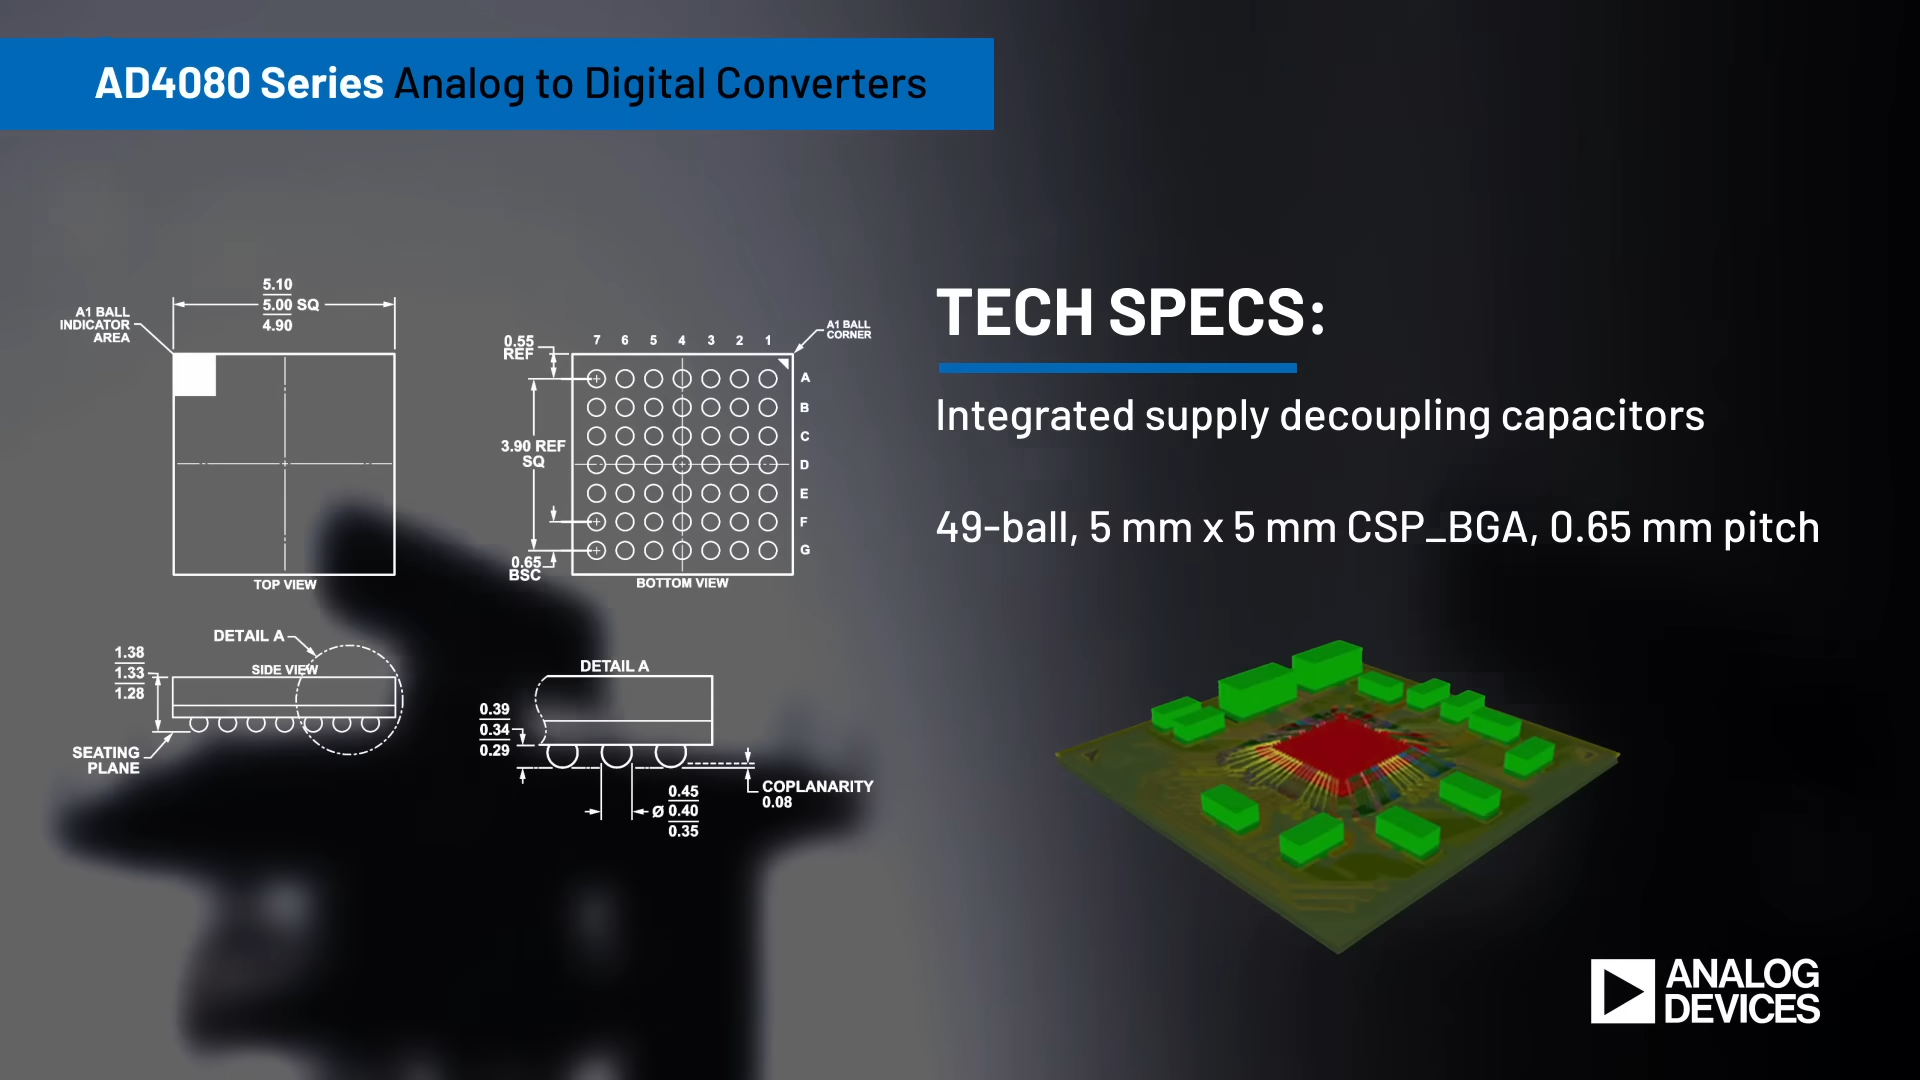 AD4080 Series Analog to Digital Converters
5.10
5.00 SQ
4.90
A1 BALL
INDICATOR
AREA
TOP VIEW
0.55
REF
7 6 5 4 3 2 1
A1 BALL
CORNER
A
B
C
D
E
F
G
3.90 REF
SQ
0.65
BSC
BOTTOM VIEW
DETAIL A
SIDE VIEW
1.38
1.33
1.28
SEATING
PLANE
DETAIL A
0.39
0.34
0.29
COPLANARITY
0.08
Ø 0.45
0.40
0.35
TECH SPECS:
Integrated supply decoupling capacitors
49-ball, 5 mm x 5 mm CSP_BGA, 0.65 mm pitch
ANALOG
DEVICES